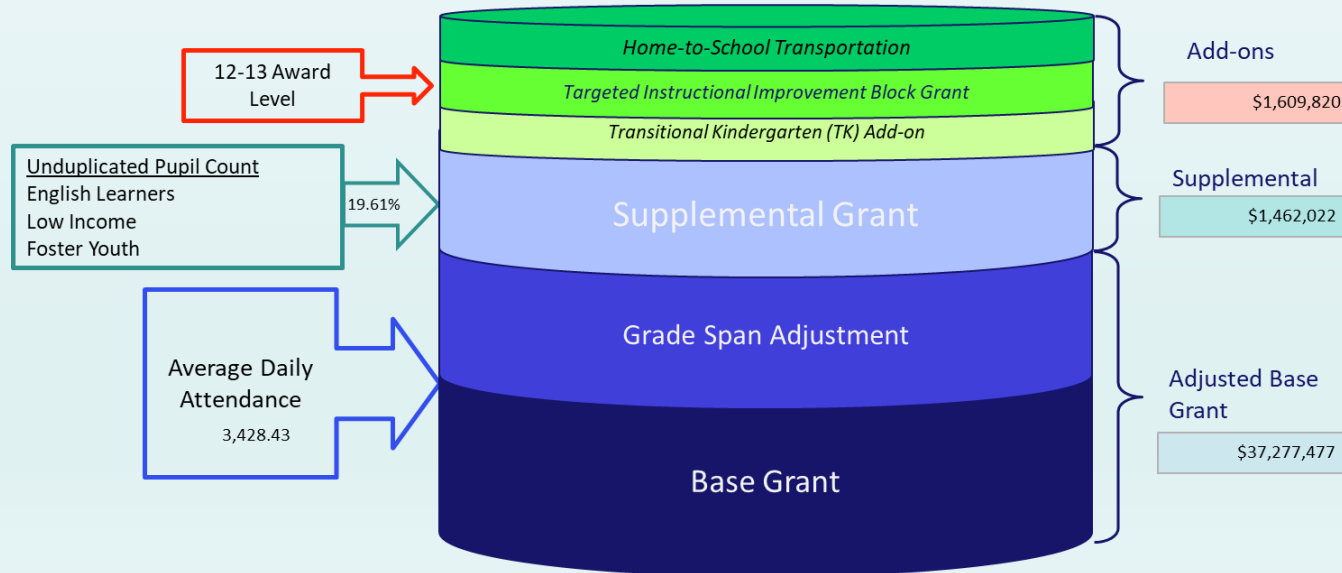 Home-to-School Transportation
Targeted Instructional Improvement Block Grant
Transitional Kindergarten (TK) Add-on
Supplemental Grant
Grade Span Adjustment
Base Grant
12-13 Award
Level
Unduplicated Pupil Count
English Learners
Low Income
Foster Youth
19.61%
Average Daily
Attendance
3,428.43
Add-ons
$1,609,820
Supplemental
$1,462,022
Adjusted Base
Grant
$37,277,477